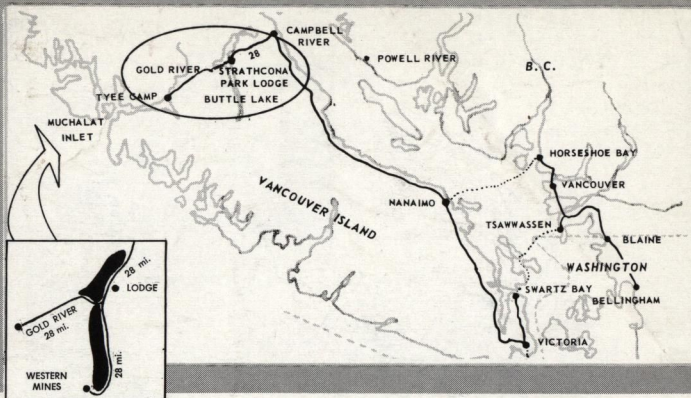 CAMPBELL
RIVER
28
POWELL RIVER
B.C.
GOLD RIVER
STRATHCONA
PARK LODGE
TYEE CAMP
BUTTLE LAKE
MUCHALAT
INLET
HORSESHOE BAY
VANCOUVER
VANCOUVER ISLAND
NANAIMO
TSAWWASSEN
BLAINE
WASHINGTON
SWARTZ BAY
BELLINGHAM
VICTORIA
28 mi.
LODGE
GOLD RIVER
28 mi.
28 mi.
WESTERN
MINES